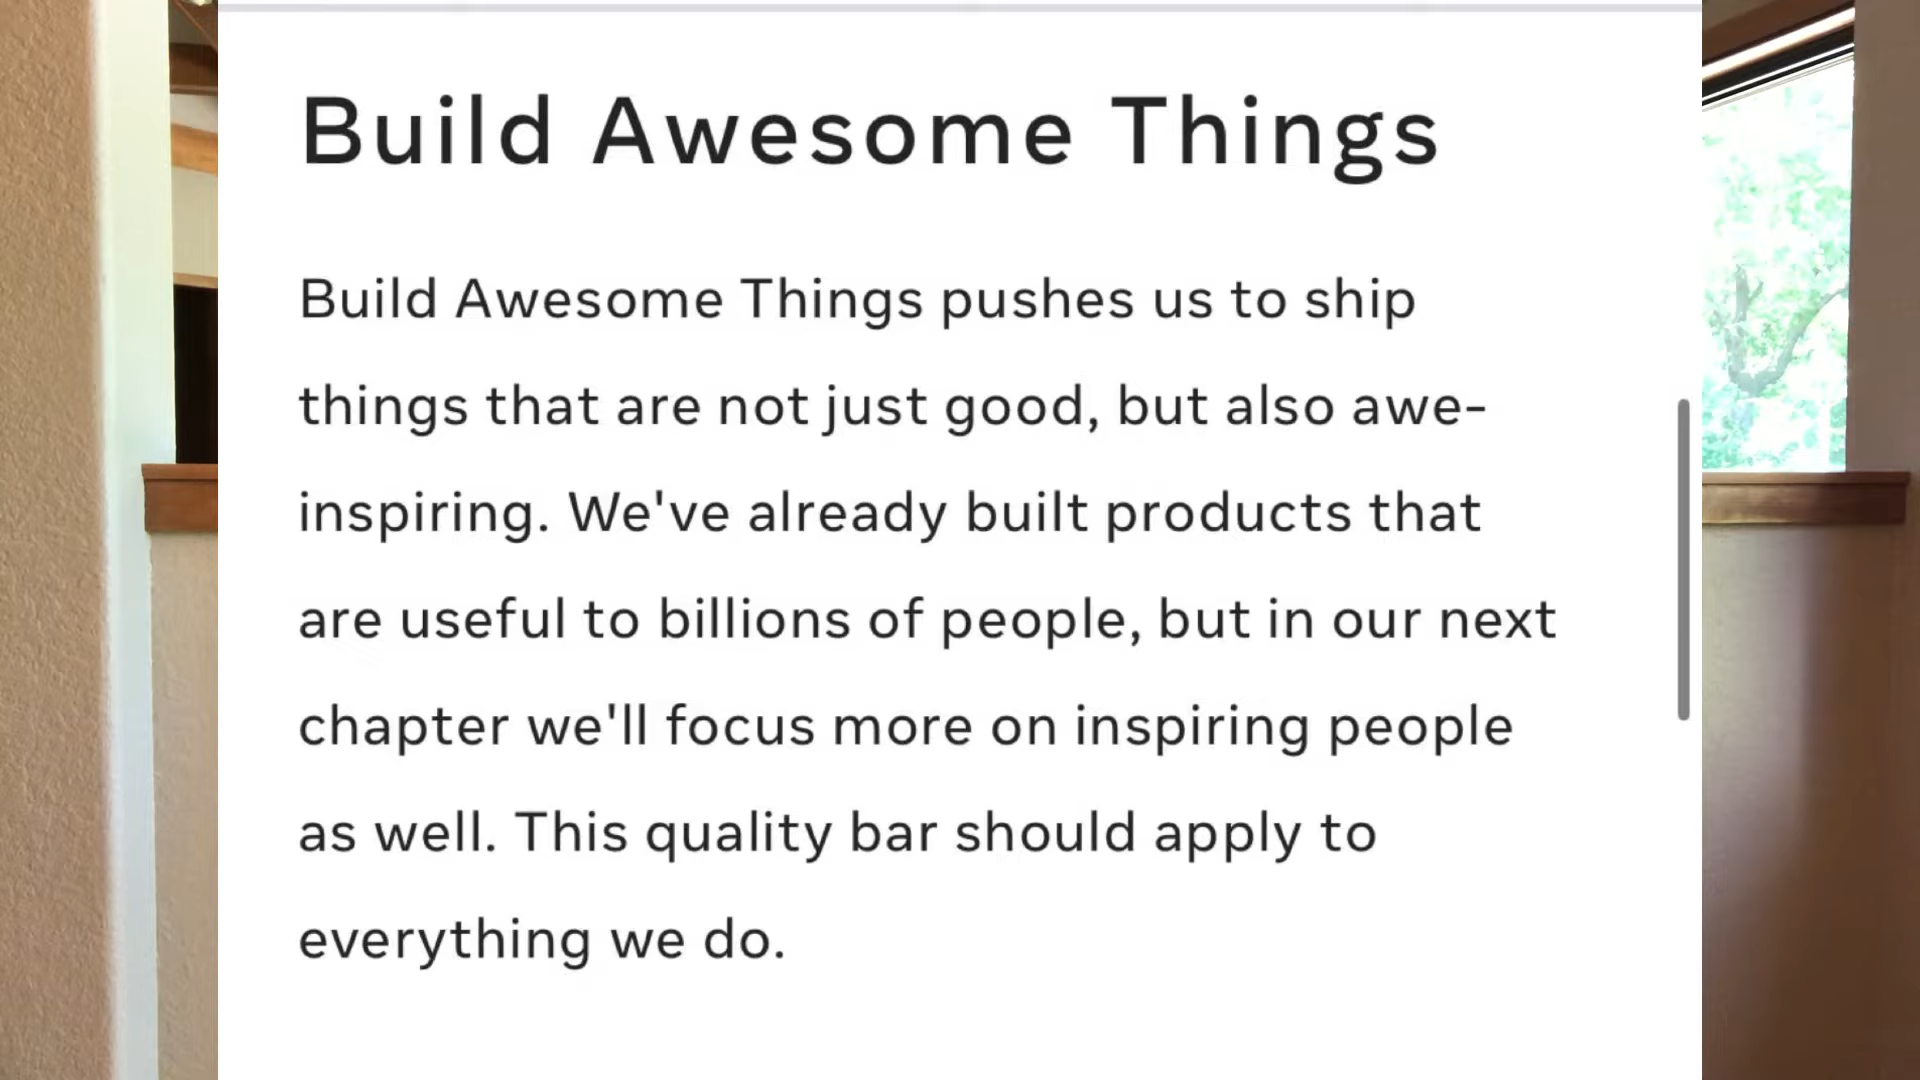 Build Awesome Things
Build Awesome Things pushes us to ship
things that are not just good, but also awe-
inspiring. We've already built products that
are useful to billions of people, but in our next
chapter we'll focus more on inspiring people
as well. This quality bar should apply to
everything we do.